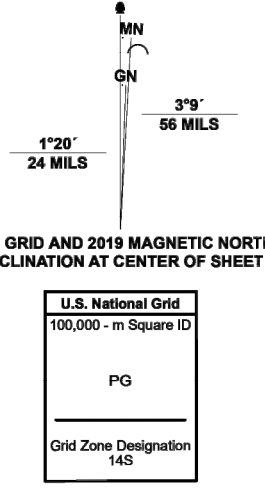 MN
GN
3°9´
56 MILS
1°20´
24 MILS
GRID AND 2019 MAGNETIC NORTH
CLINATION AT CENTER OF SHEET
U.S. National Grid
100,000 - m Square ID
PG
Grid Zone Designation
14S